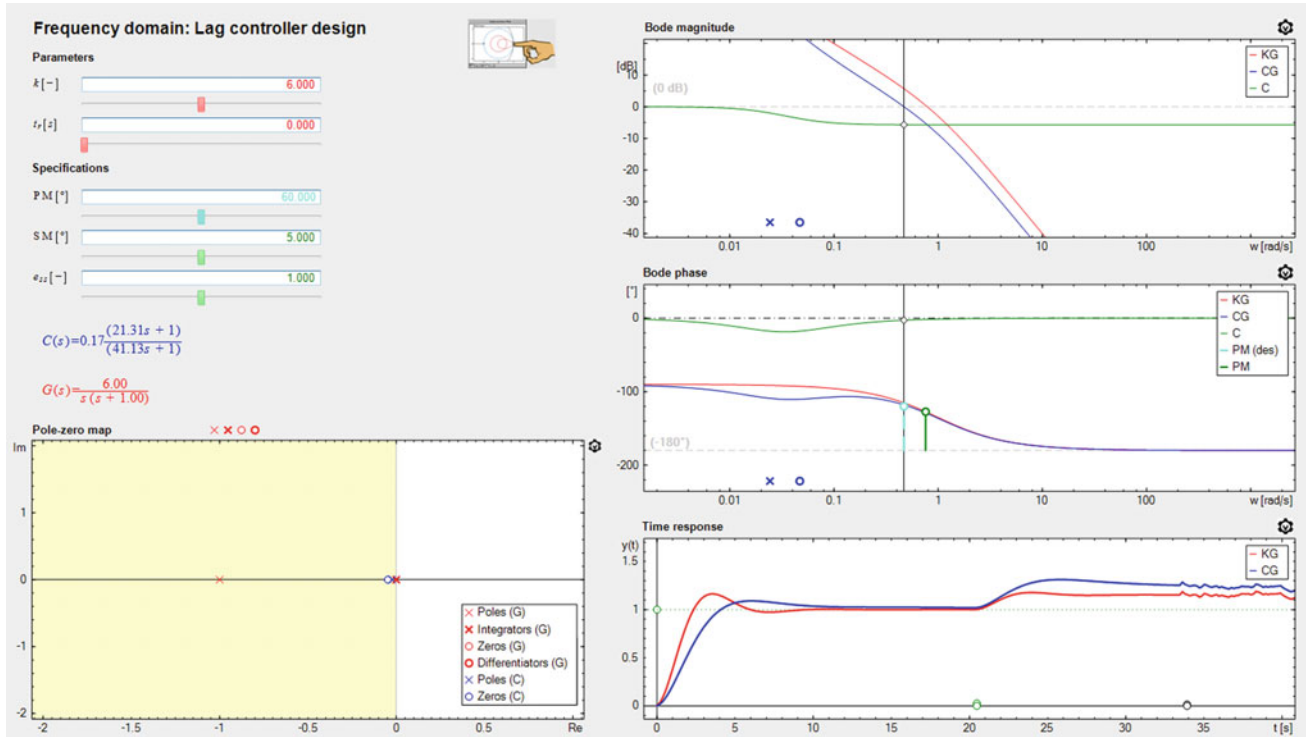 Frequency domain: Lag controller design
Parameters
k[-]
6.000
t_r[s]
0.000
Specifications
PM[°]
60.000
SM[°]
5.000
e_ss[-]
1.000
C(s)=0.17 (21.31s + 1)/(41.13s + 1)
G(s)= 6.00/s (s + 1.00)
Pole-zero map
Im
1
0
-1
-2
-2 -1.5 -1 -0.5 0 0.5 Re
Poles (G)
Integrators (G)
Zeros (G)
Differentiators (G)
Poles (C)
Zeros (C)
Bode magnitude
[dB]
10
(0 dB)
0
-10
-20
-30
-40
0.01 0.1 1 10 100 w [rad/s]
KG
CG
C
Bode phase
[°]
0
-100
(-180°)
-200
0.01 0.1 1 10 100 w [rad/s]
KG
CG
C
PM (des)
PM
Time response
y(t)
1.5
1
0.5
0
0 5 10 15 20 25 30 35 t [s]
KG
CG